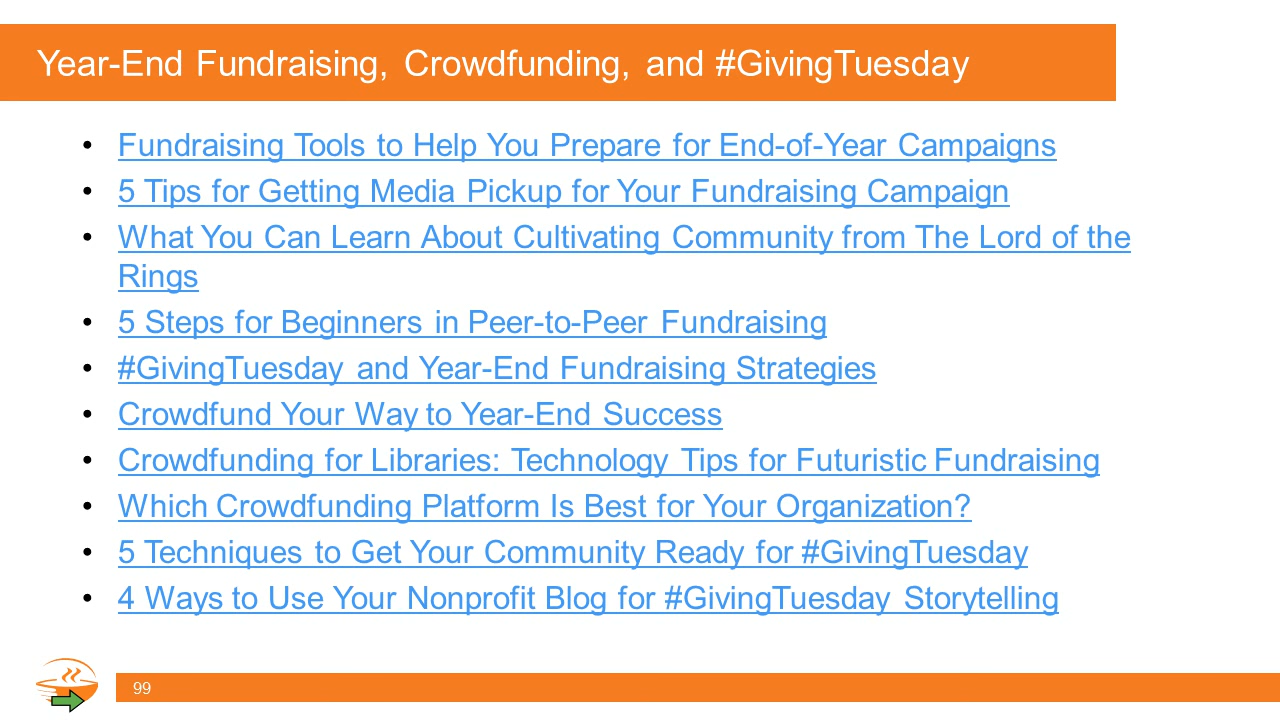 Year-End Fundraising, Crowdfunding, and #GivingTuesday
• Fundraising Tools to Help You Prepare for End-of-Year Campaigns
• 5 Tips for Getting Media Pickup for Your Fundraising Campaign
• What You Can Learn About Cultivating Community from The Lord of the
Rings
• 5 Steps for Beginners in Peer-to-Peer Fundraising
• #GivingTuesday and Year-End Fundraising Strategies
• Crowdfund Your Way to Year-End Success
• Crowdfunding for Libraries: Technology Tips for Futuristic Fundraising
• Which Crowdfunding Platform Is Best for Your Organization?
• 5 Techniques to Get Your Community Ready for #GivingTuesday
• 4 Ways to Use Your Nonprofit Blog for #GivingTuesday Storytelling
99